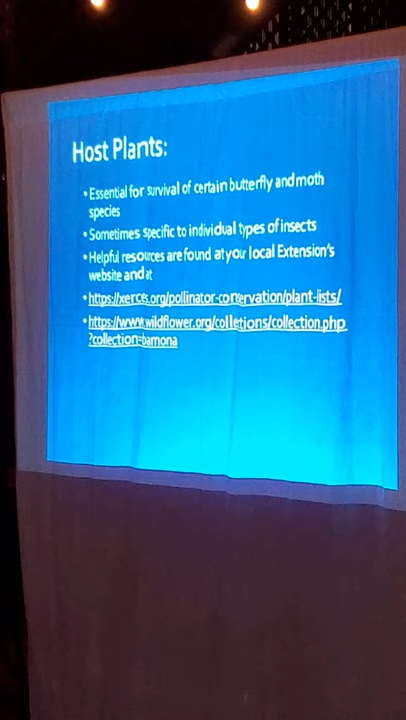 Host Plants:
• Essential for survival of certain butterfly and moth
species
• Sometimes specific to individual types of insects
• Helpful resources are found at your local Extension's
website and at
• https://xerces.org/pollinator-conservation/plant-lists/
• https://www.wildflower.org/colletions/collection.php
?collection=bamona